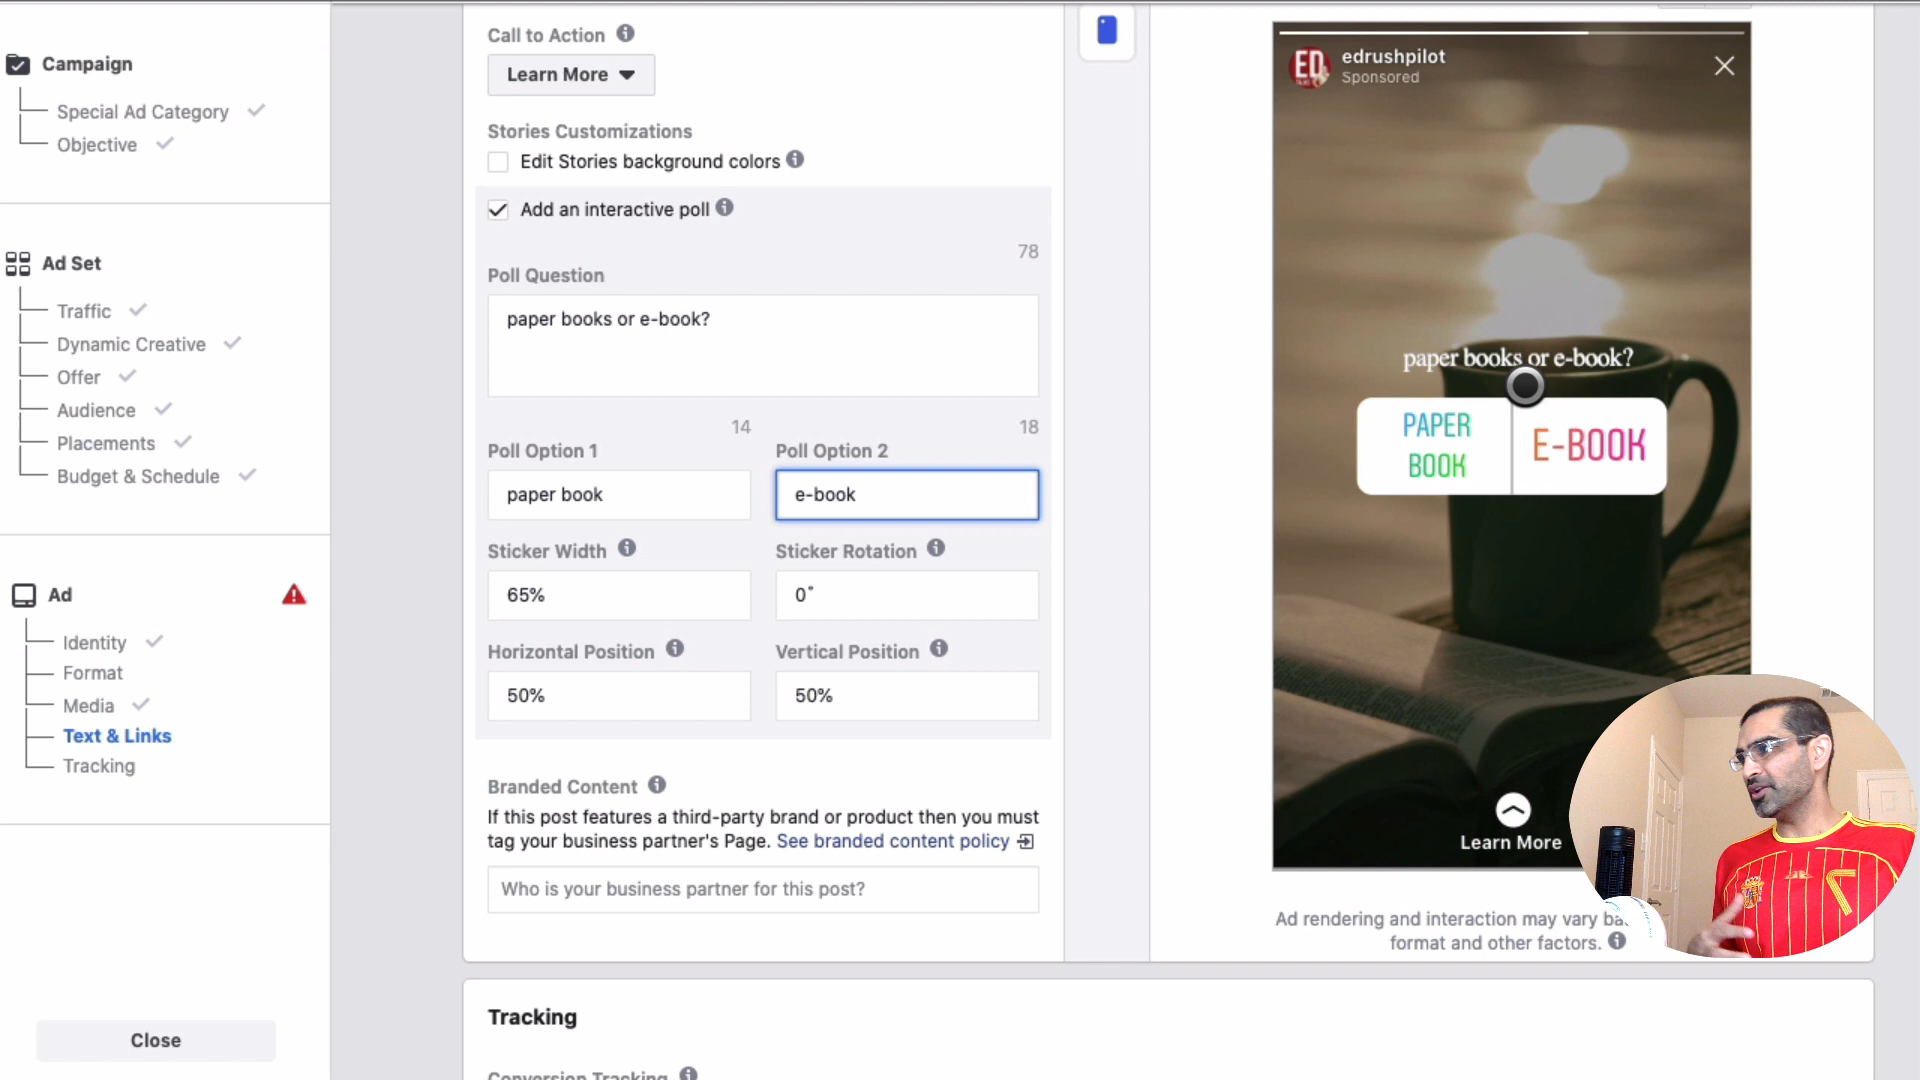 Campaign
Special Ad Category
Objective
Ad Set
Traffic
Dynamic Creative
Offer
Audience
Placements
Budget & Schedule
Ad
Identity
Format
Media
Text & Links
Tracking
Close
Call to Action
Learn More
Stories Customizations
Edit Stories background colors
Add an interactive poll
78
Poll Question
paper books or e-book?
14
18
Poll Option 1
Poll Option 2
paper book
e-book
Sticker Width
Sticker Rotation
65%
0°
Horizontal Position
Vertical Position
50%
50%
Branded Content
If this post features a third-party brand or product then you must
tag your business partner's Page. See branded content policy
Who is your business partner for this post?
Tracking
Conversion Tracking
ED
edrushpilot
Sponsored
paper books or e-book?
PAPER
BOOK
E-BOOK
Learn More
Ad rendering and interaction may vary
format and other factors.